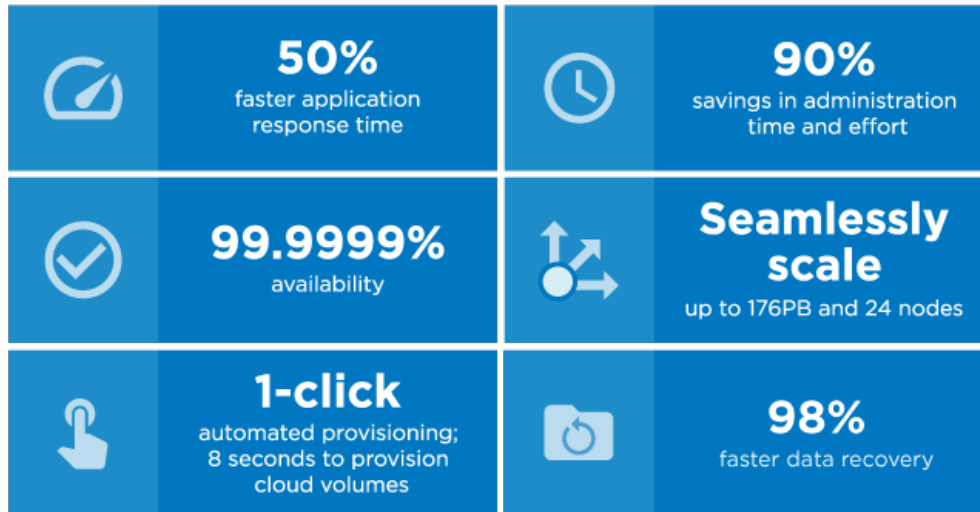 50%
faster application
response time
90%
savings in administration
time and effort
99.9999%
availability
Seamlessly
scale
up to 176PB and 24 nodes
1-click
automated provisioning;
8 seconds to provision
cloud volumes
98%
faster data recovery